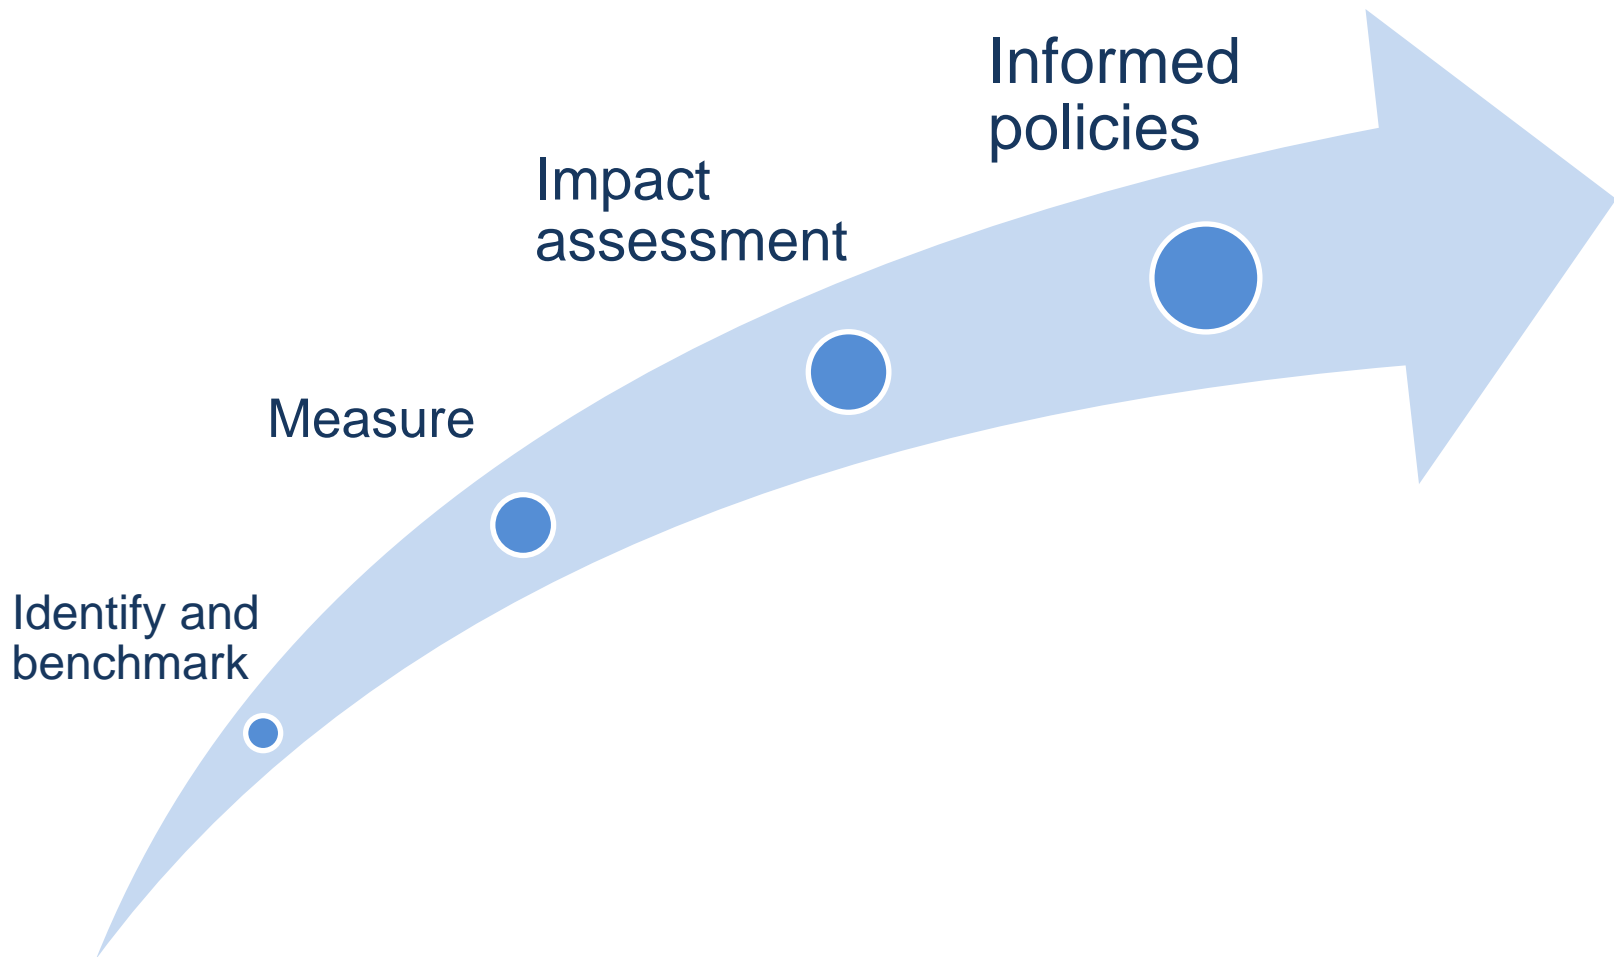 Informed
policies
Impact
assessment
Measure
Identify and
benchmark